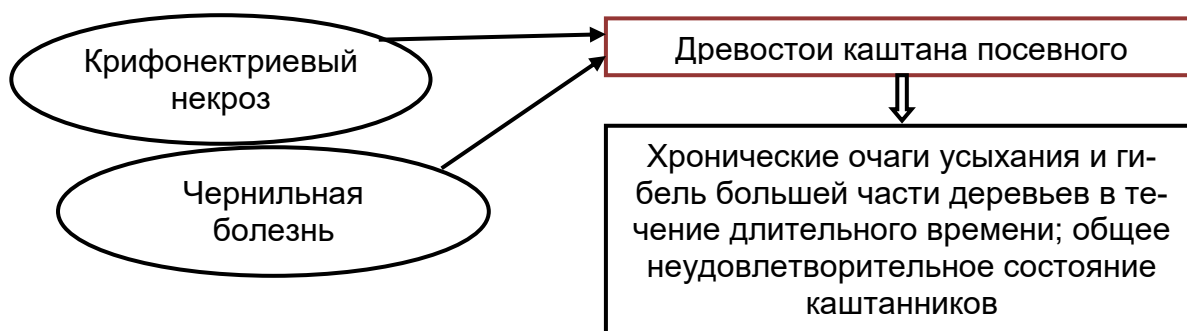 Крифонектриевый
некроз
Чернильная
болезнь
Древостои каштана посевного
Хронические очаги усыхания и ги-
бель большей части деревьев в те-
чение длительного времени; общее
неудовлетворительное состояние
каштанников